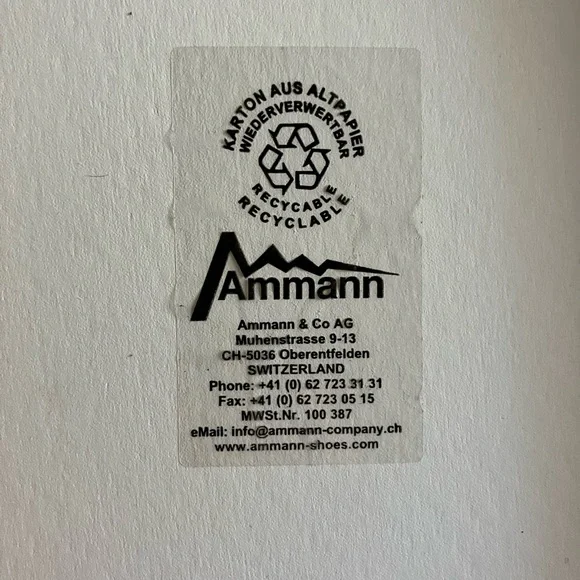 KARTON AUS ALTPAPIER
WIEDERVERWERTBAR
RECYCABLE
RECYCLABLE
Ammann
Ammann & Co AG
Muhenstrasse 9-13
CH-5036 Oberentfelden
SWITZERLAND
Phone: +41 (0) 62 723 31 31
Fax: +41 (0) 62 723 05 15
MWSt.Nr. 100 387
eMail: info@ammann-company.ch
www.ammann-shoes.com